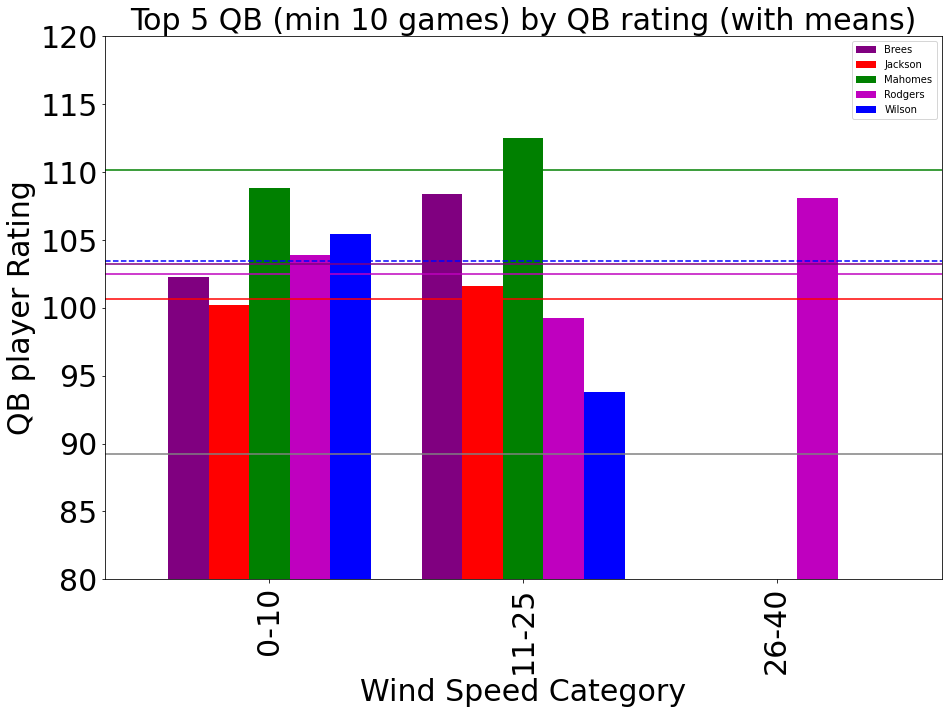 Top 5 QB (min 10 games) by QB rating (with means)
120
115
110
105
100
95
90
85
80
QB player Rating
Brees
Jackson
Mahomes
Rodgers
Wilson
0-10
11-25
26-40
Wind Speed Category